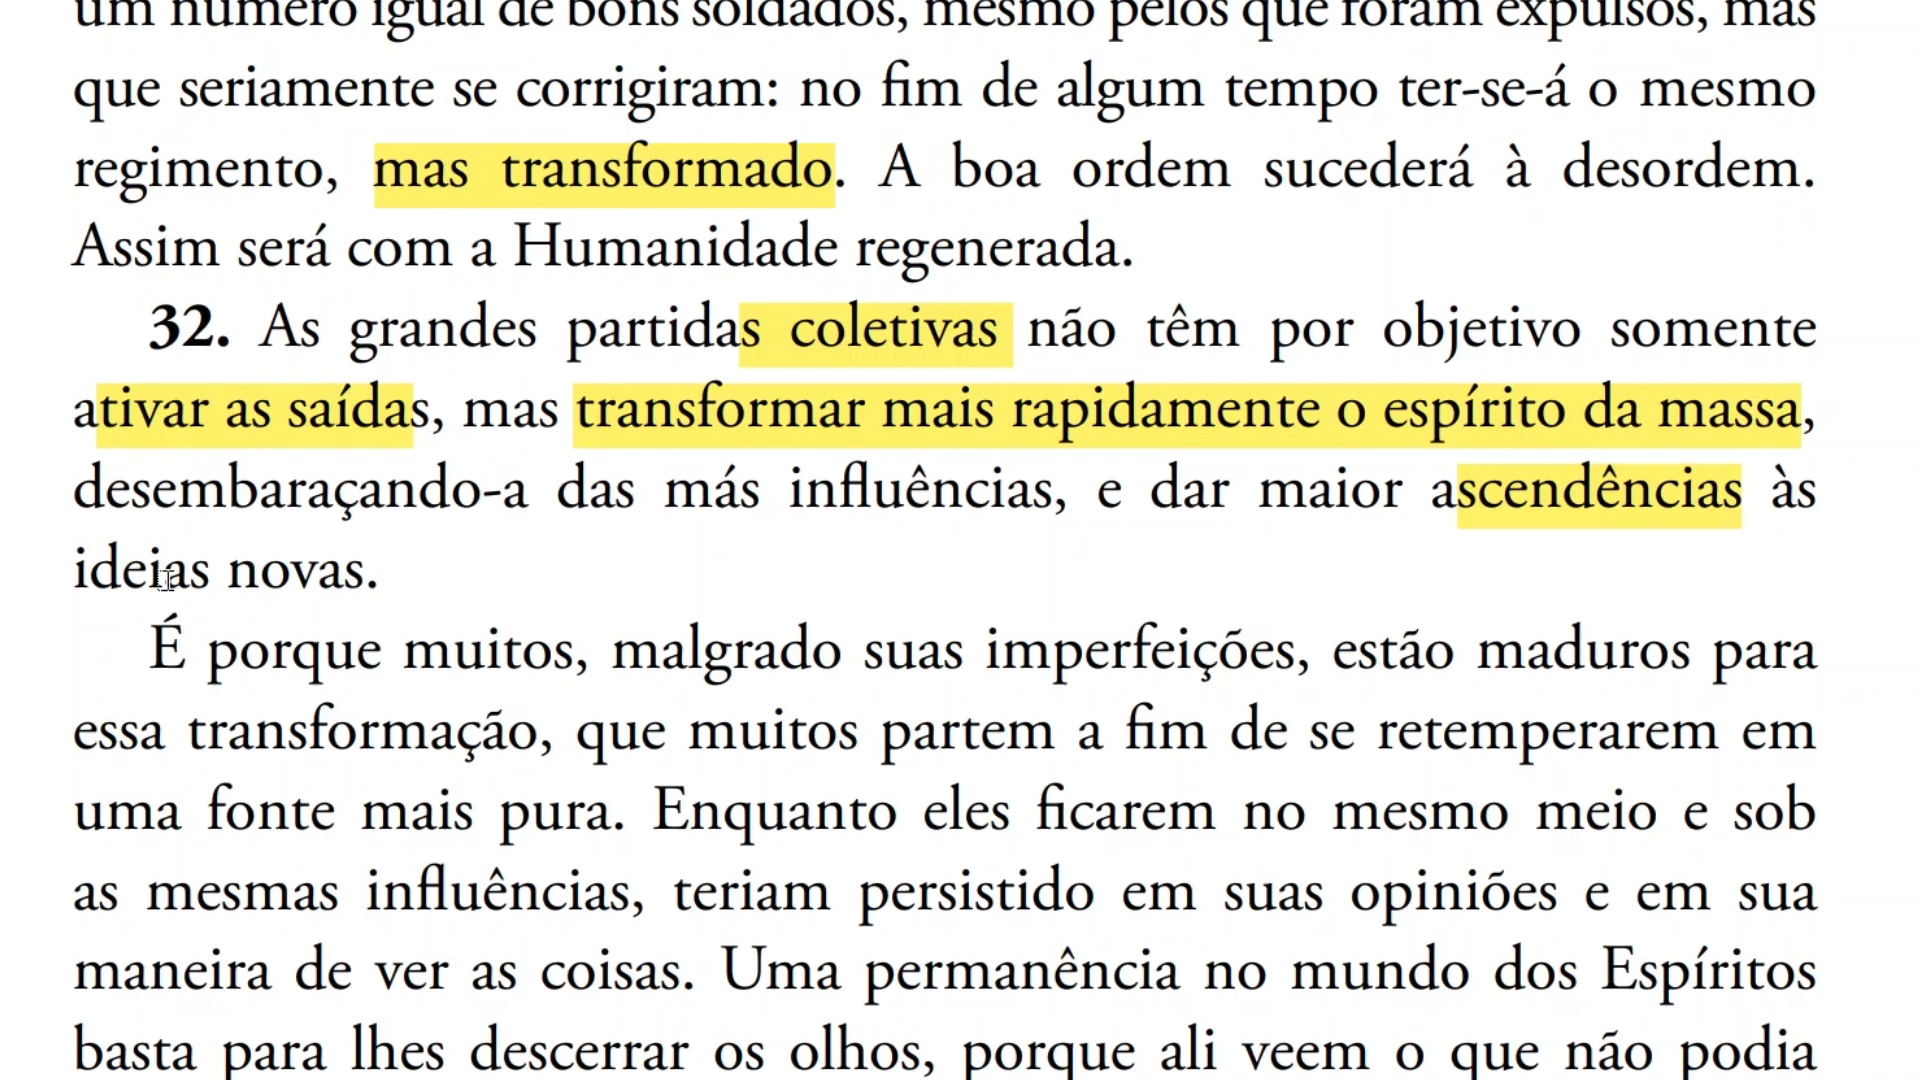 um número igual de bons soldados, mesmo pelos que foram expulsos, mas
que seriamente se corrigiram: no fim de algum tempo ter-se-á o mesmo
regimento, mas transformado. A boa ordem sucederá à desordem.
Assim será com a Humanidade regenerada.
32. As grandes partidas coletivas não têm por objetivo somente
ativar as saídas, mas transformar mais rapidamente o espírito da massa,
desembaraçando-a das más influências, e dar maior ascendências às
ideias novas.
É porque muitos, malgrado suas imperfeições, estão maduros para
essa transformação, que muitos partem a fim de se retemperarem em
uma fonte mais pura. Enquanto eles ficarem no mesmo meio e sob
as mesmas influências, teriam persistido em suas opiniões e em sua
maneira de ver as coisas. Uma permanência no mundo dos Espíritos
basta para lhes descerrar os olhos, porque ali veem o que não podia